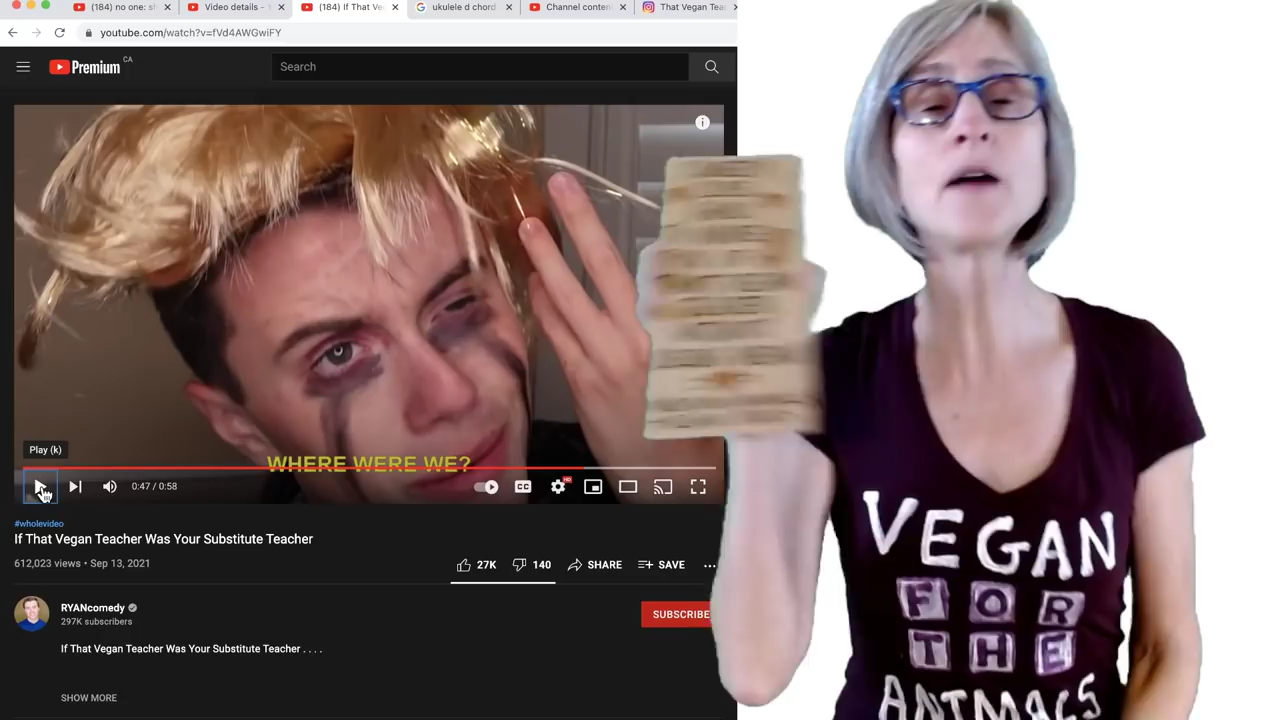 (184) no one: sh
Video details - 
(184) If That Ve
ukulele d chord
Channel conten
That Vegan Tea
youtube.com/watch?v=fVd4AWGwiFY
Premium CA
Search
WHERE WERE WE?
Play (k)
0:47 / 0:58
CC
HD
#wholevideo
If That Vegan Teacher Was Your Substitute Teacher
612,023 views • Sep 13, 2021
27K
140
SHARE
SAVE
RYANcomedy
297K subscribers
SUBSCRIBE
If That Vegan Teacher Was Your Substitute Teacher . . . .
SHOW MORE
VEGAN
FOR
THE
ANIMALS